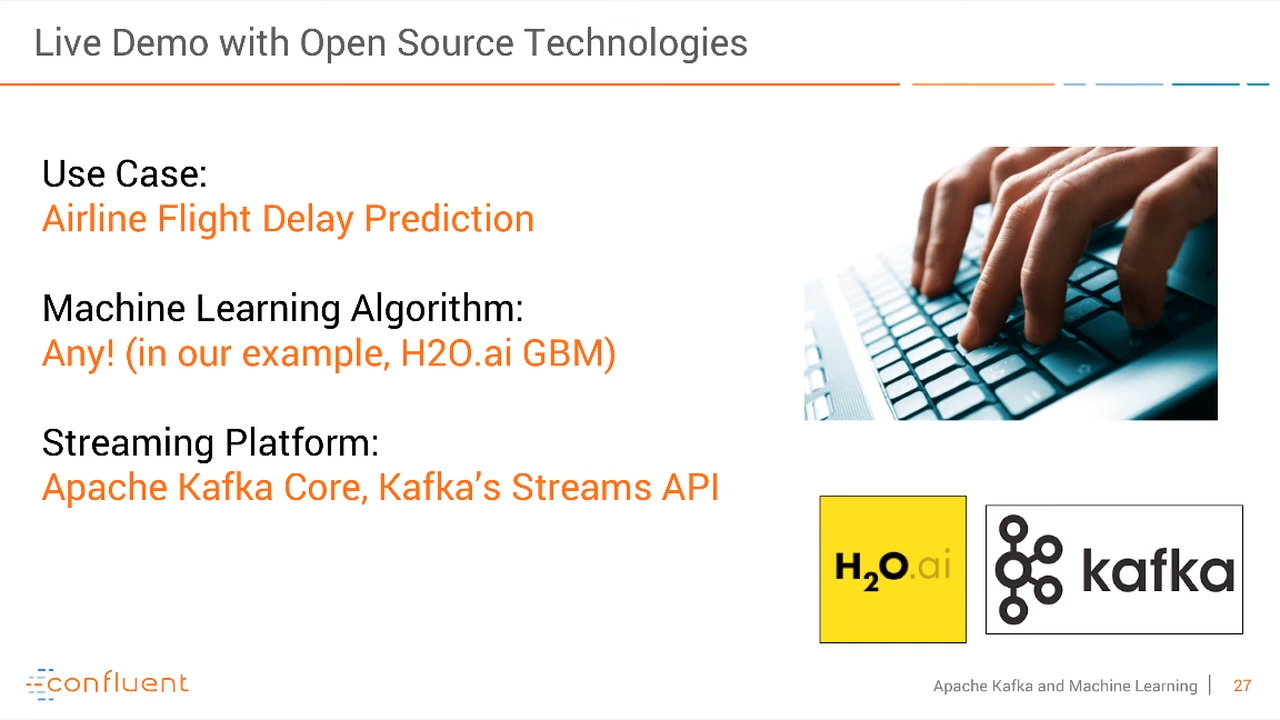 Live Demo with Open Source Technologies
Use Case:
Airline Flight Delay Prediction
Machine Learning Algorithm:
Any! (in our example, H2O.ai GBM)
Streaming Platform:
Apache Kafka Core, Kafka’s Streams API
H2O.ai
kafka
confluent
Apache Kafka and Machine Learning | 27